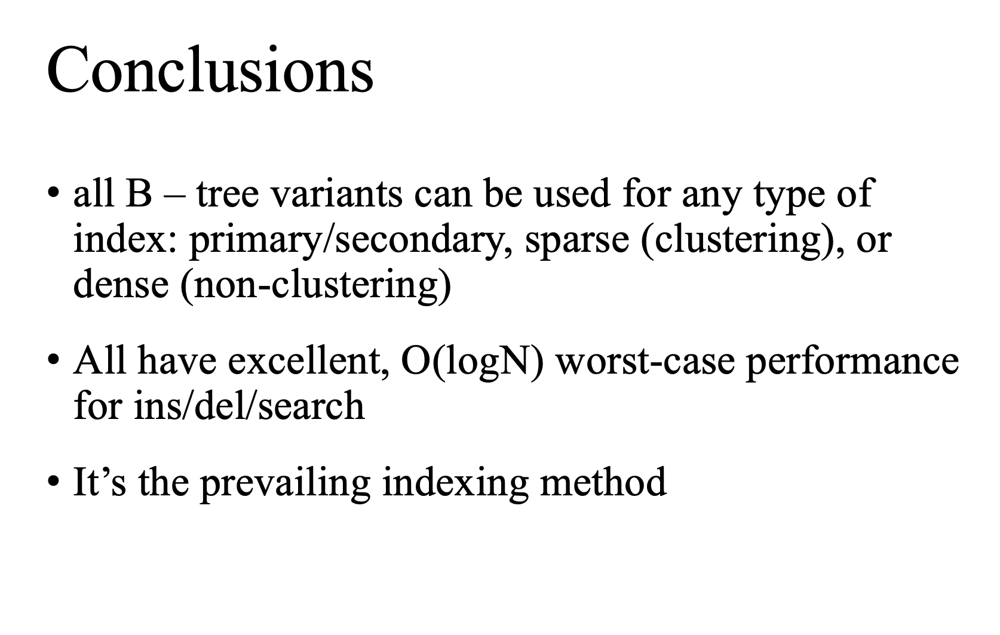 Conclusions
• all B – tree variants can be used for any type of
index: primary/secondary, sparse (clustering), or
dense (non-clustering)
• All have excellent, O(logN) worst-case performance
for ins/del/search
• It’s the prevailing indexing method